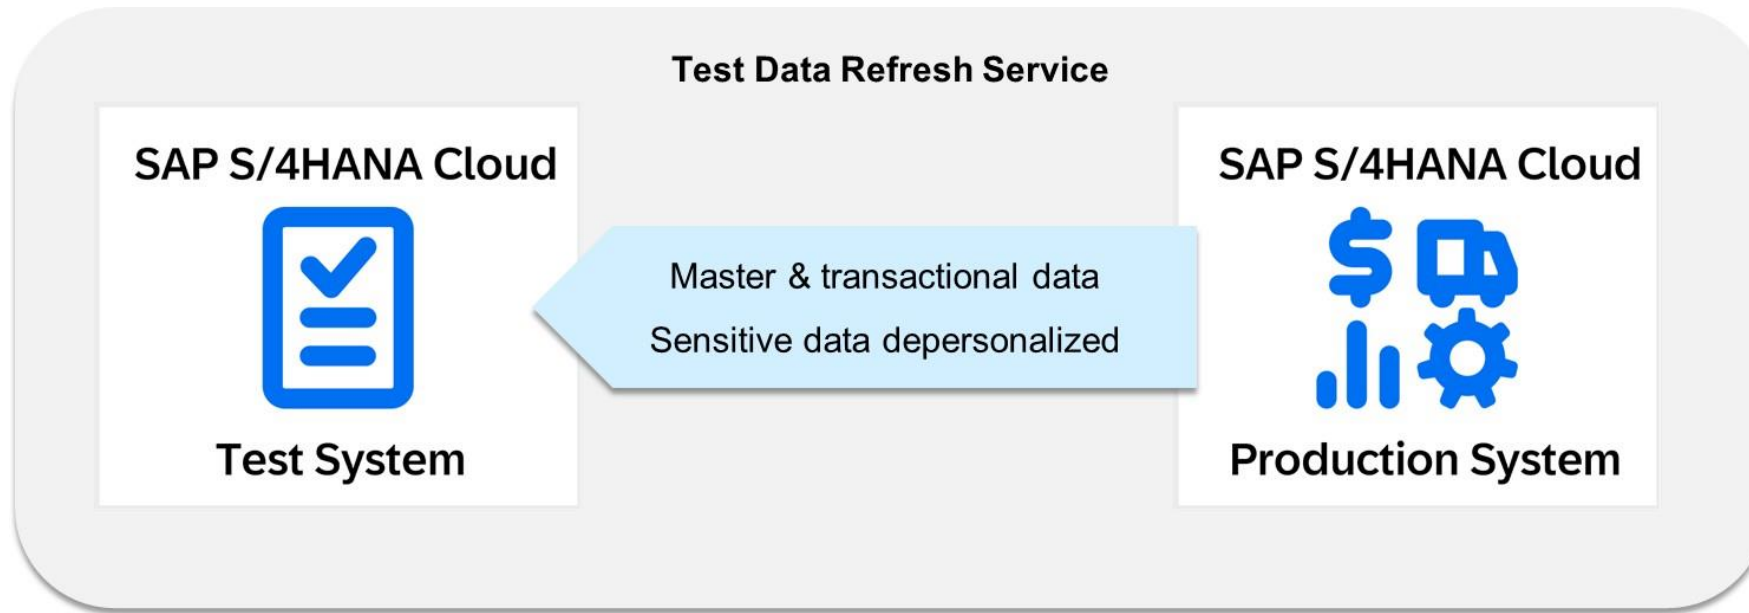 Test Data Refresh Service
SAP S/4HANA Cloud
Test System
Master & transactional data
Sensitive data depersonalized
SAP S/4HANA Cloud
Production System